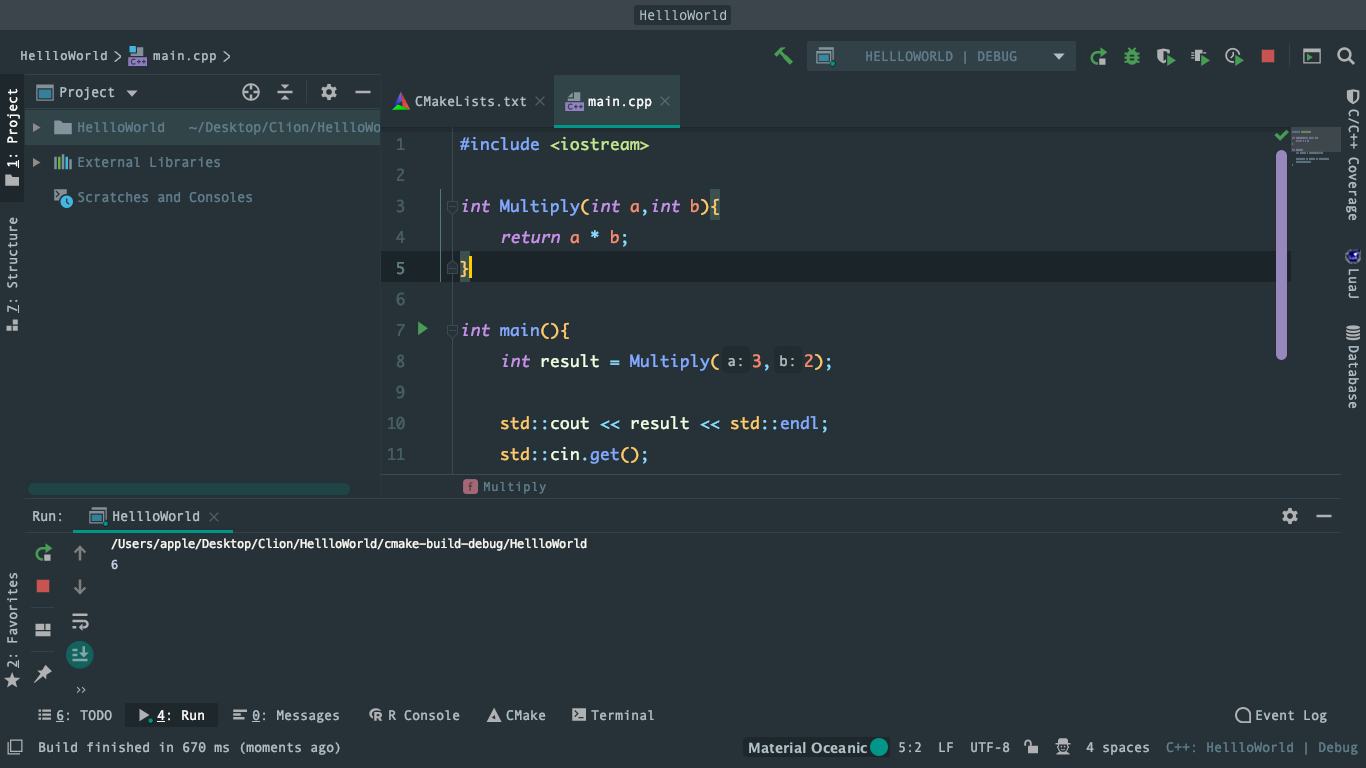 HellloWorld
HellloWorld main.cpp
HELLLOWORLD | DEBUG
1: Project
7: Structure
2: Favorites
Project
HellloWorld ~/Desktop/Clion/HellloWo
External Libraries
Scratches and Consoles
CMakeLists.txt main.cpp
1 #include <iostream>
2
3 int Multiply(int a,int b){
4 return a * b;
5 }
6
7 int main(){
8 int result = Multiply( a: 3, b: 2);
9
10 std::cout << result << std::endl;
11 std::cin.get();
f Multiply
C/C++ Coverage
LuaJ
Database
Run: HellloWorld
/Users/apple/Desktop/Clion/HellloWorld/cmake-build-debug/HellloWorld
6
6: TODO 4: Run 0: Messages R Console CMake Terminal Event Log
Build finished in 670 ms (moments ago) Material Oceanic 5:2 LF UTF-8 4 spaces C++: HellloWorld | Debug